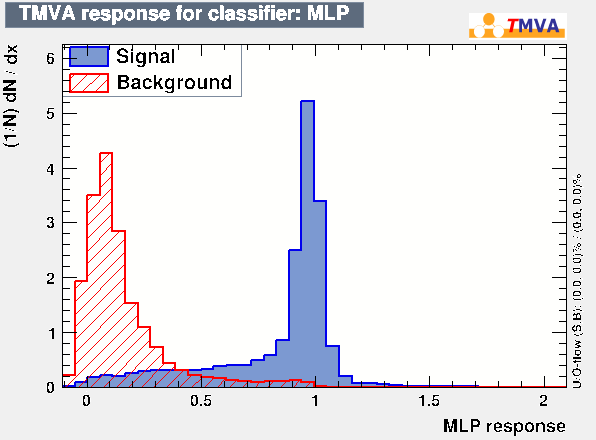 TMVA response for classifier: MLP
TMVA
(1/N) dN / dx
Signal
Background
6
5
4
3
2
1
0
0 0.5 1 1.5 2
MLP response
U/O-flow (S,B): (0.0, 0.0)% / (0.0, 0.0)%